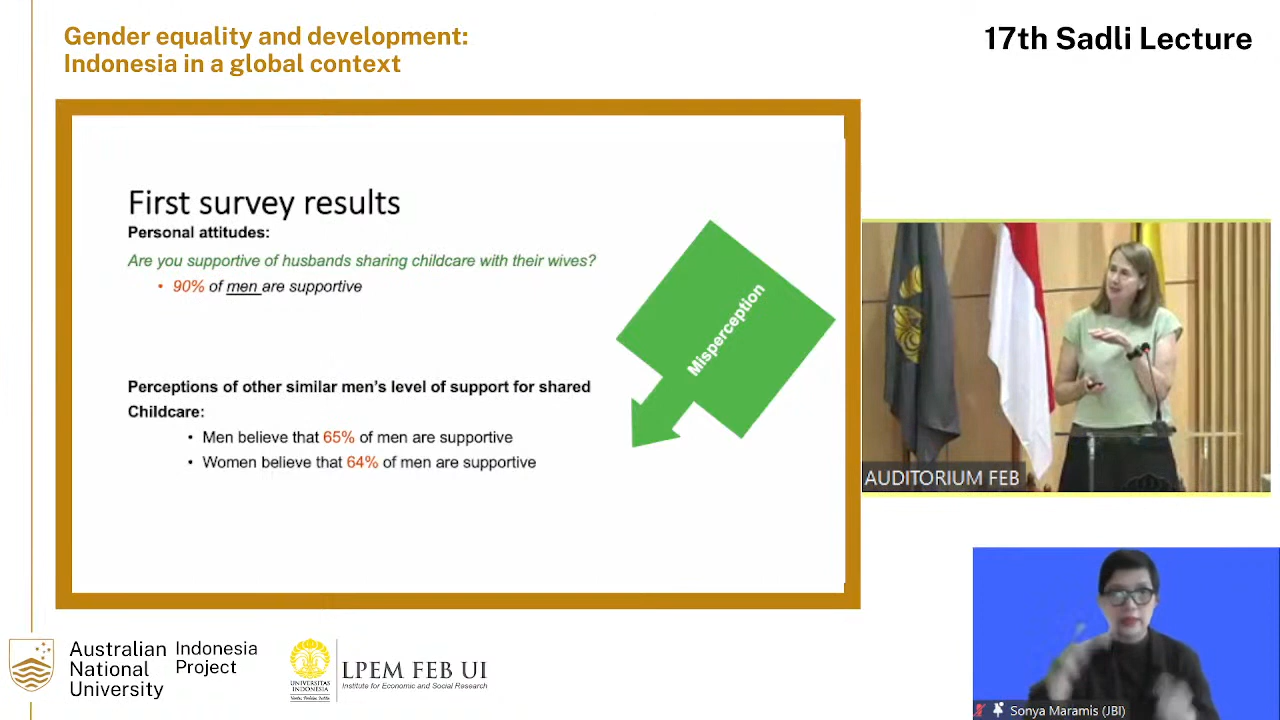 Gender equality and development:
Indonesia in a global context
17th Sadli Lecture
First survey results
Personal attitudes:
Are you supportive of husbands sharing childcare with their wives?
• 90% of men are supportive
Misperception
Perceptions of other similar men's level of support for shared
Childcare:
• Men believe that 65% of men are supportive
• Women believe that 64% of men are supportive
AUDITORIUM FEB
Australian
National
University
Indonesia
Project
UNIVERSITAS
INDONESIA
Veritas, Probitas, Iustitia
LPEM FEB UI
Institute for Economic and Social Research
Sonya Maramis (JBI)